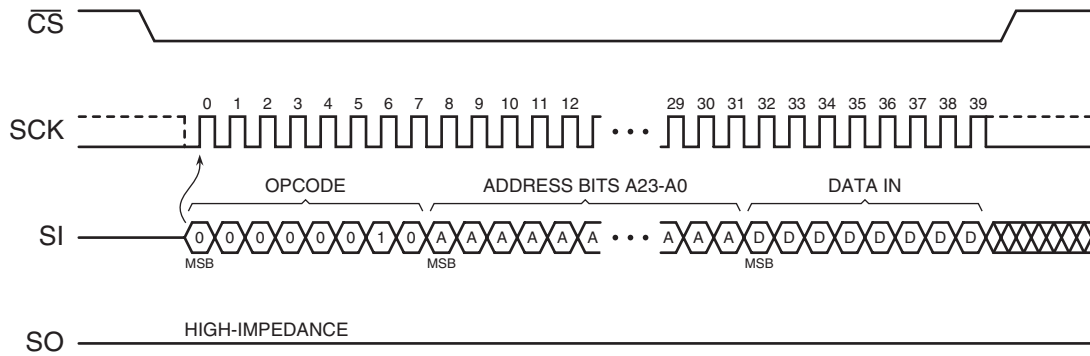 CS
0 1 2 3 4 5 6 7 8 9 10 11 12 29 30 31 32 33 34 35 36 37 38 39
SCK • • •
OPCODE ADDRESS BITS A23-A0 DATA IN
SI 0 0 0 0 0 0 1 0 A A A A A A • • • A A A D D D D D D D D
MSB MSB MSB
HIGH-IMPEDANCE
SO